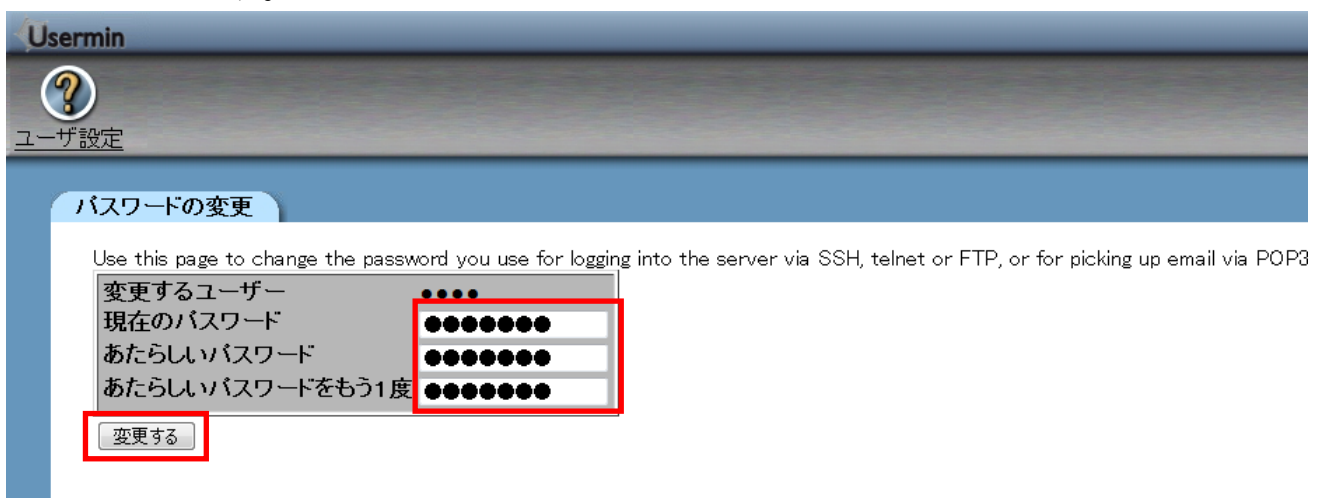 Usermin
ユーザ設定
パスワードの変更
Use this page to change the password you use for logging into the server via SSH, telnet or FTP, or for picking up email via POP3
変更するユーザー ●●●●
現在のパスワード ●●●●●●●
あたらしいパスワード ●●●●●●●
あたらしいパスワードをもう1度 ●●●●●●●
変更する